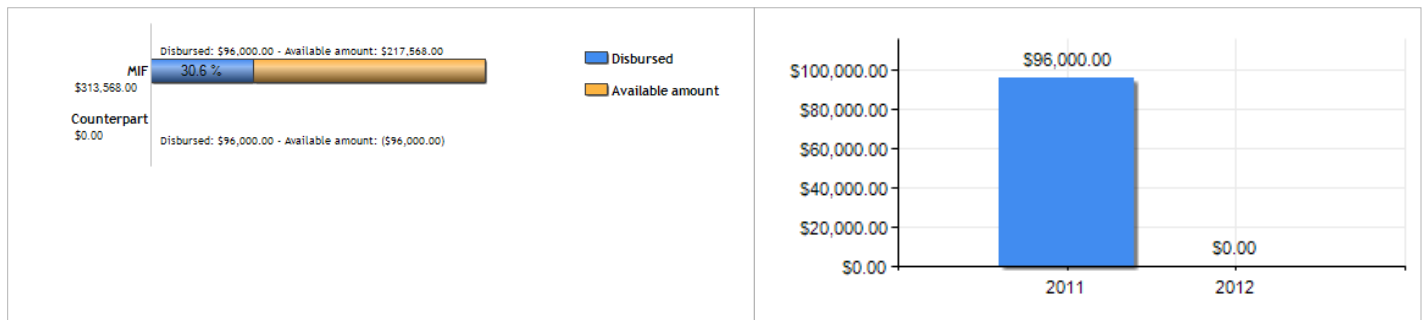 Disbursed: $96,000.00 - Available amount: $217,568.00
MIF
30.6 %
$313,568.00
Counterpart
$0.00
Disbursed: $96,000.00 - Available amount: ($96,000.00)
Disbursed
Available amount
$100,000.00
$80,000.00
$60,000.00
$40,000.00
$20,000.00
$0.00
$96,000.00
$0.00
2011
2012